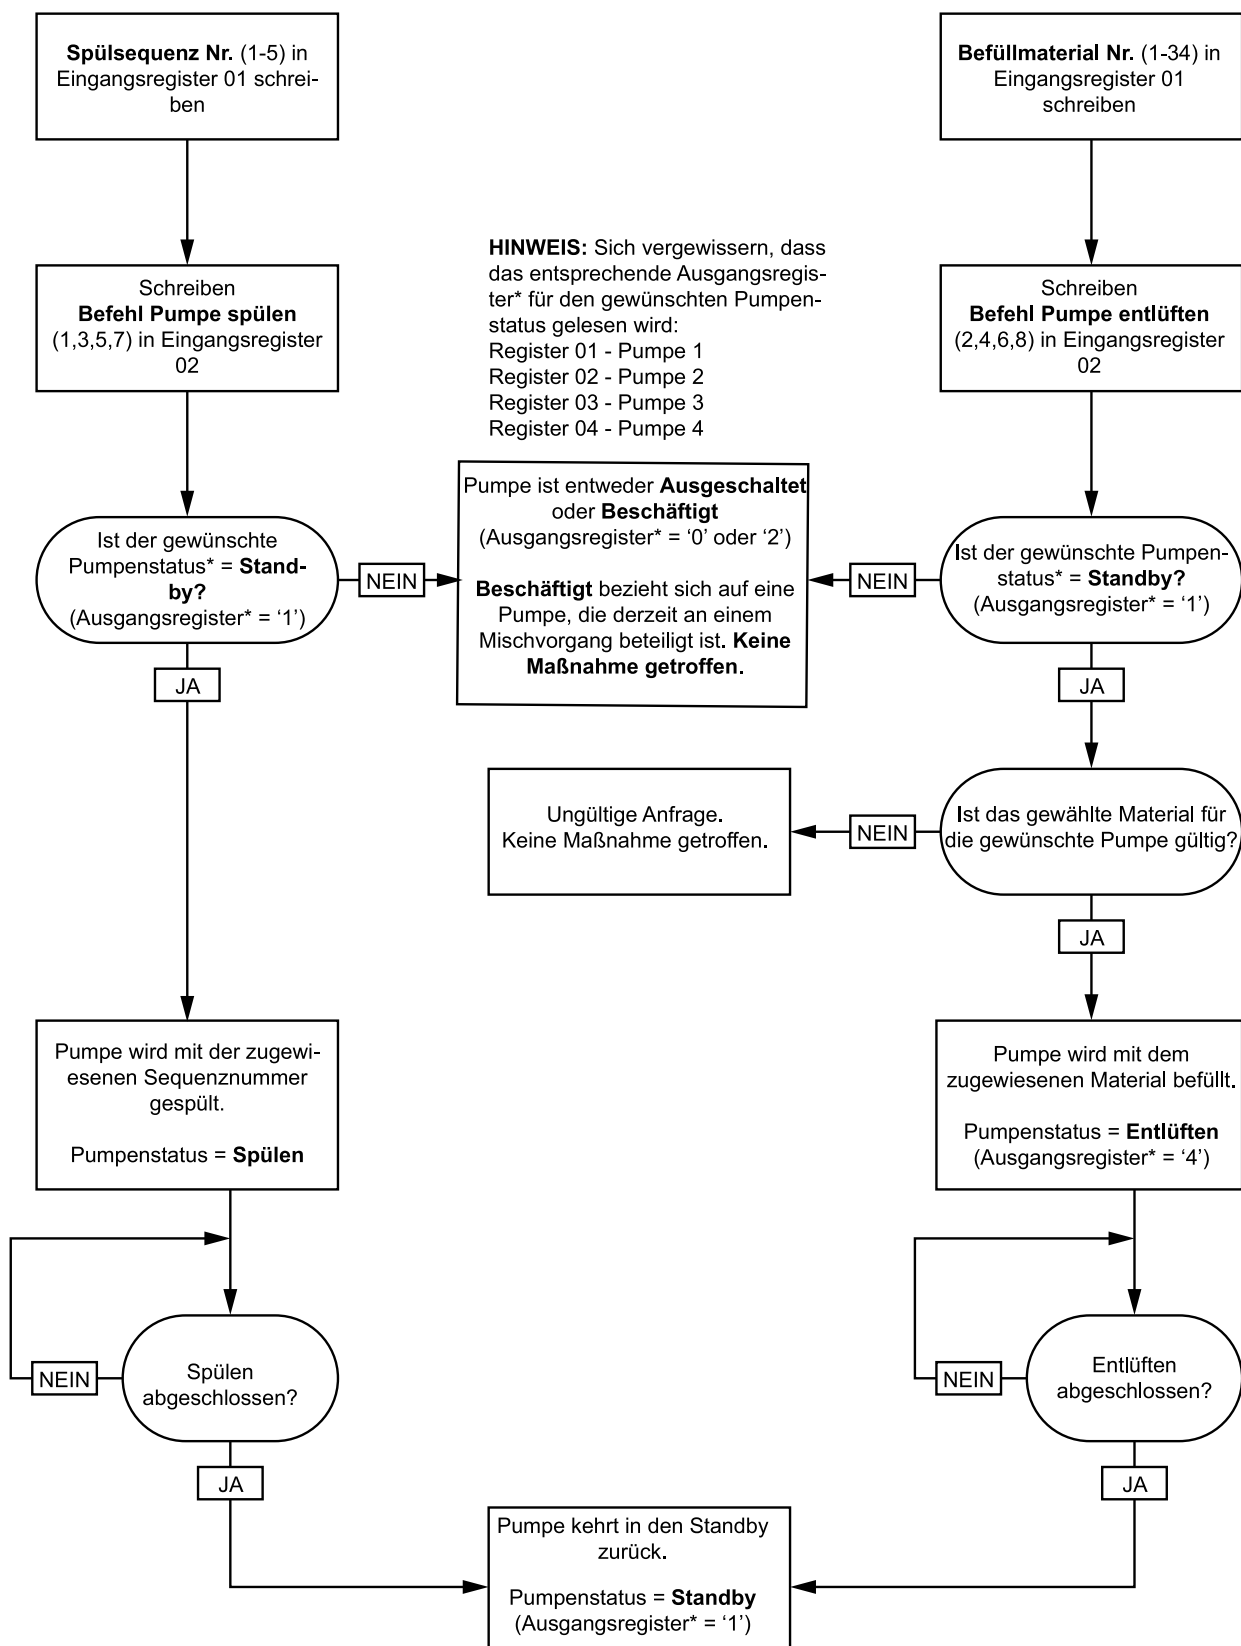 Spülsequenz Nr. (1-5) in
Eingangsregister 01 schrei-
ben
Befüllmaterial Nr. (1-34) in
Eingangsregister 01
schreiben
HINWEIS: Sich vergewissern, dass
das entsprechende Ausgangsregis-
ter* für den gewünschten Pumpen-
status gelesen wird:
Register 01 - Pumpe 1
Register 02 - Pumpe 2
Register 03 - Pumpe 3
Register 04 - Pumpe 4
Schreiben
Befehl Pumpe spülen
(1,3,5,7) in Eingangsregister
02
Schreiben
Befehl Pumpe entlüften
(2,4,6,8) in Eingangsregister
02
Ist der gewünschte
Pumpenstatus* = Stand-
by?
(Ausgangsregister* = ‘1’)
NEIN
Pumpe ist entweder Ausgeschaltet
oder Beschäftigt
(Ausgangsregister* = ‘0’ oder ‘2’)
Beschäftigt bezieht sich auf eine
Pumpe, die derzeit an einem
Mischvorgang beteiligt ist. Keine
Maßnahme getroffen.
NEIN
Ist der gewünschte Pumpen-
status* = Standby?
(Ausgangsregister* = ‘1’)
JA
JA
Ungültige Anfrage.
Keine Maßnahme getroffen.
NEIN
Ist das gewählte Material für
die gewünschte Pumpe gültig?
JA
Pumpe wird mit der zugewi-
esenen Sequenznummer
gespült.
Pumpenstatus = Spülen
Pumpe wird mit dem
zugewiesenen Material befüllt.
Pumpenstatus = Entlüften
(Ausgangsregister* = ‘4’)
NEIN
Spülen
abgeschlossen?
NEIN
Entlüften
abgeschlossen?
JA
JA
Pumpe kehrt in den Standby
zurück.
Pumpenstatus = Standby
(Ausgangsregister* = ‘1’)